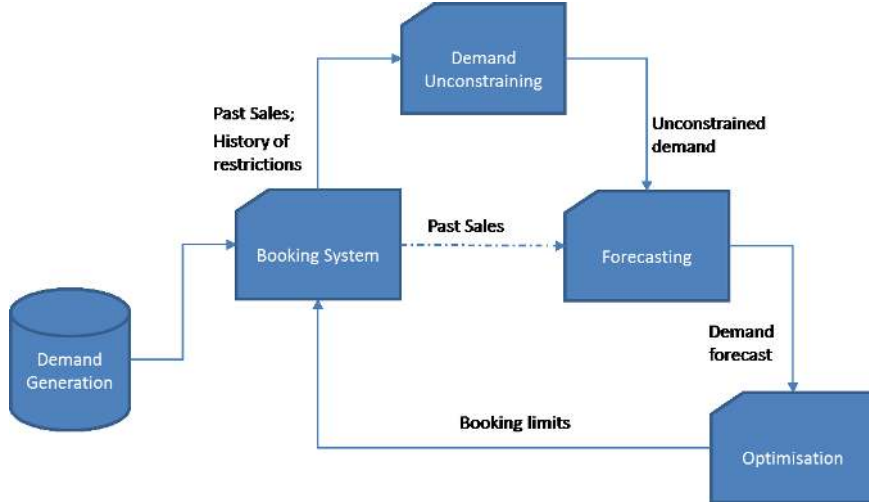 Demand
Unconstraining
Past Sales;
History of
restrictions
Unconstrained
demand
Past Sales
Booking System
Forecasting
Demand
Generation
Demand
forecast
Booking limits
Optimisation